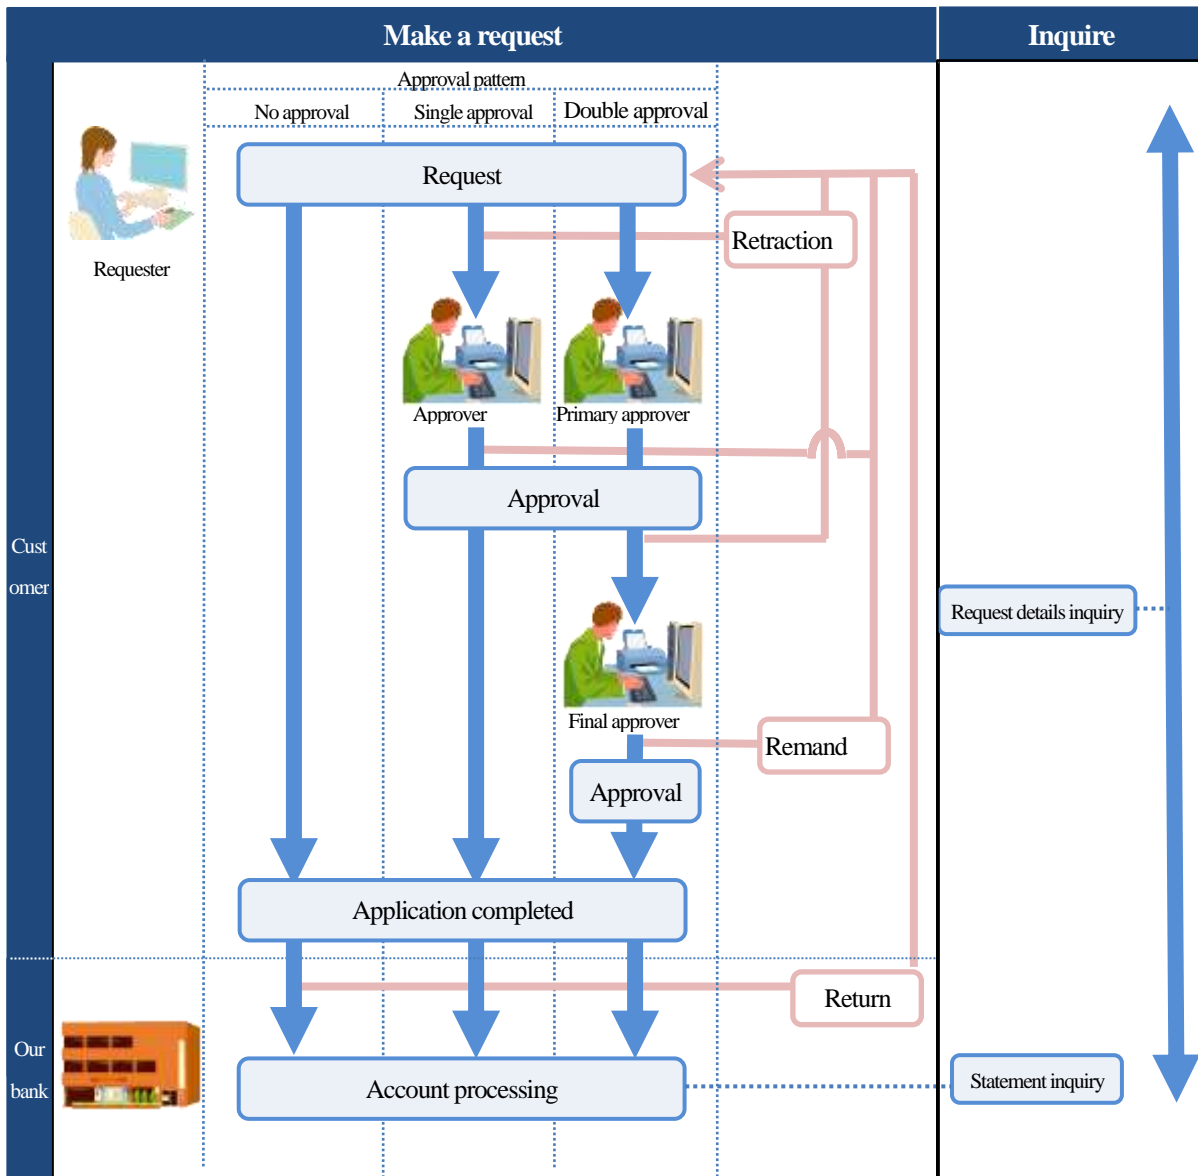 Make a request
Inquire
Approval pattern
No approval
Single approval
Double approval
Request
Requester
Retraction
Approver
Primary approver
Approval
Cust
omer
Request details inquiry
Final approver
Remand
Approval
Application completed
Return
Our
bank
Account processing
Statement inquiry